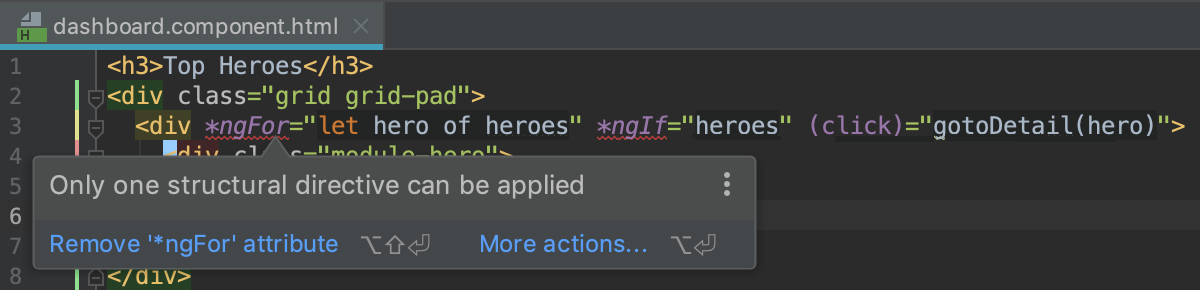 H dashboard.component.html
1 <h3>Top Heroes</h3>
2 <div class="grid grid-pad">
3 <div *ngFor="let hero of heroes" *ngIf="heroes" (click)="gotoDetail(hero)">
4 <div class="module hero">
Only one structural directive can be applied
5
6
Remove '*ngFor' attribute ⌥⇧⏎ More actions... ⌥⏎
7
8 </div>